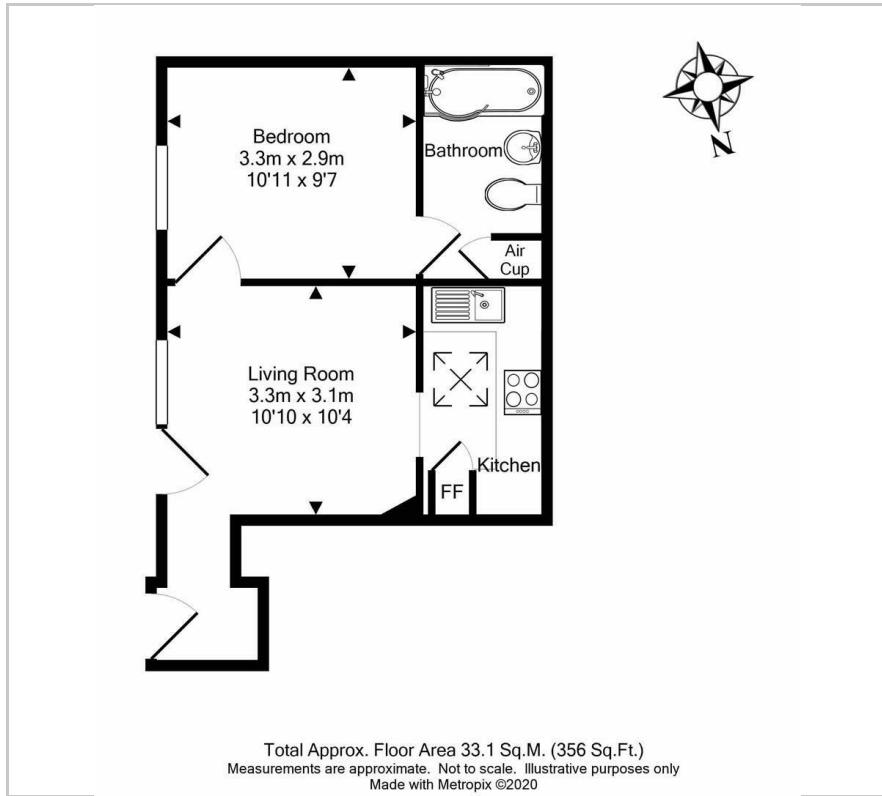 N
Bedroom
3.3m x 2.9m
10'11 x 9'7
Bathroom
Air
Cup
Living Room
3.3m x 3.1m
10'10 x 10'4
Kitchen
FF
Total Approx. Floor Area 33.1 Sq.M. (356 Sq.Ft.)
Measurements are approximate. Not to scale. Illustrative purposes only
Made with Metropix ©2020